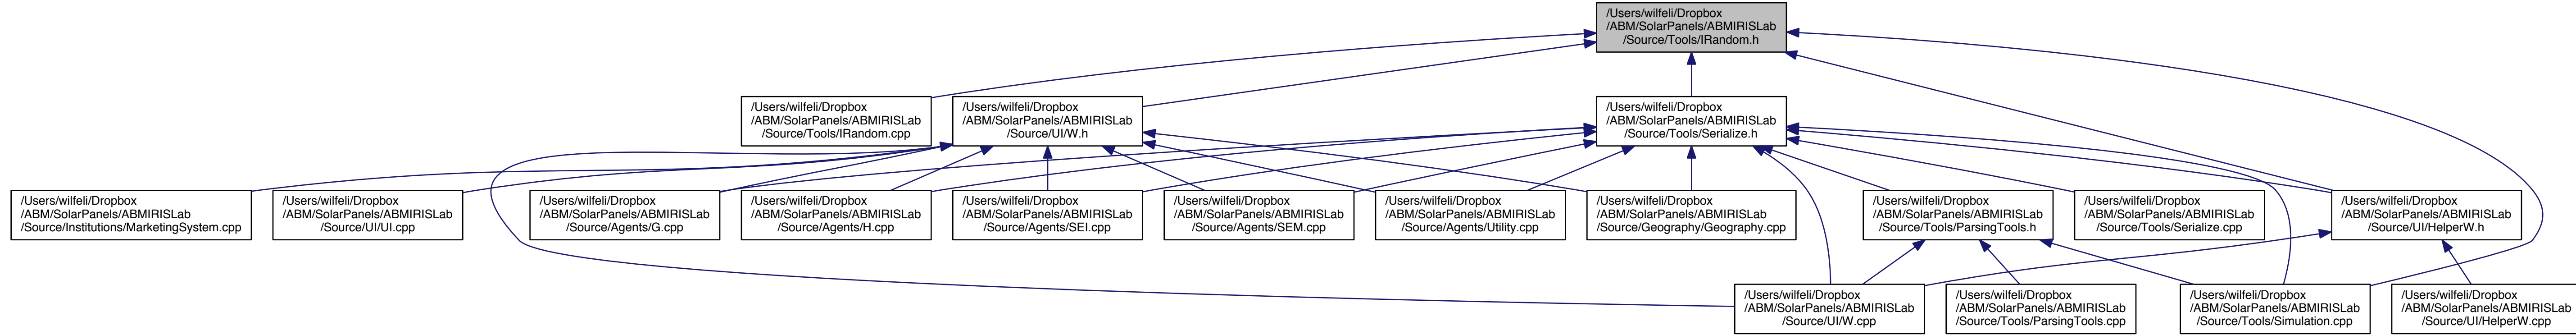 /Users/wilfeli/Dropbox
/ABM/SolarPanels/ABMIRISLab
/Source/Tools/IRandom.h
/Users/wilfeli/Dropbox
/ABM/SolarPanels/ABMIRISLab
/Source/Tools/IRandom.cpp
/Users/wilfeli/Dropbox
/ABM/SolarPanels/ABMIRISLab
/Source/UI/W.h
/Users/wilfeli/Dropbox
/ABM/SolarPanels/ABMIRISLab
/Source/Tools/Serialize.h
/Users/wilfeli/Dropbox
/ABM/SolarPanels/ABMIRISLab
/Source/Institutions/MarketingSystem.cpp
/Users/wilfeli/Dropbox
/ABM/SolarPanels/ABMIRISLab
/Source/UI/UI.cpp
/Users/wilfeli/Dropbox
/ABM/SolarPanels/ABMIRISLab
/Source/Agents/G.cpp
/Users/wilfeli/Dropbox
/ABM/SolarPanels/ABMIRISLab
/Source/Agents/H.cpp
/Users/wilfeli/Dropbox
/ABM/SolarPanels/ABMIRISLab
/Source/Agents/SEI.cpp
/Users/wilfeli/Dropbox
/ABM/SolarPanels/ABMIRISLab
/Source/Agents/SEM.cpp
/Users/wilfeli/Dropbox
/ABM/SolarPanels/ABMIRISLab
/Source/Agents/Utility.cpp
/Users/wilfeli/Dropbox
/ABM/SolarPanels/ABMIRISLab
/Source/Geography/Geography.cpp
/Users/wilfeli/Dropbox
/ABM/SolarPanels/ABMIRISLab
/Source/Tools/ParsingTools.h
/Users/wilfeli/Dropbox
/ABM/SolarPanels/ABMIRISLab
/Source/Tools/Serialize.cpp
/Users/wilfeli/Dropbox
/ABM/SolarPanels/ABMIRISLab
/Source/UI/HelperW.h
/Users/wilfeli/Dropbox
/ABM/SolarPanels/ABMIRISLab
/Source/UI/W.cpp
/Users/wilfeli/Dropbox
/ABM/SolarPanels/ABMIRISLab
/Source/Tools/ParsingTools.cpp
/Users/wilfeli/Dropbox
/ABM/SolarPanels/ABMIRISLab
/Source/Tools/Simulation.cpp
/Users/wilfeli/Dropbox
/ABM/SolarPanels/ABMIRISLab
/Source/UI/HelperW.cpp